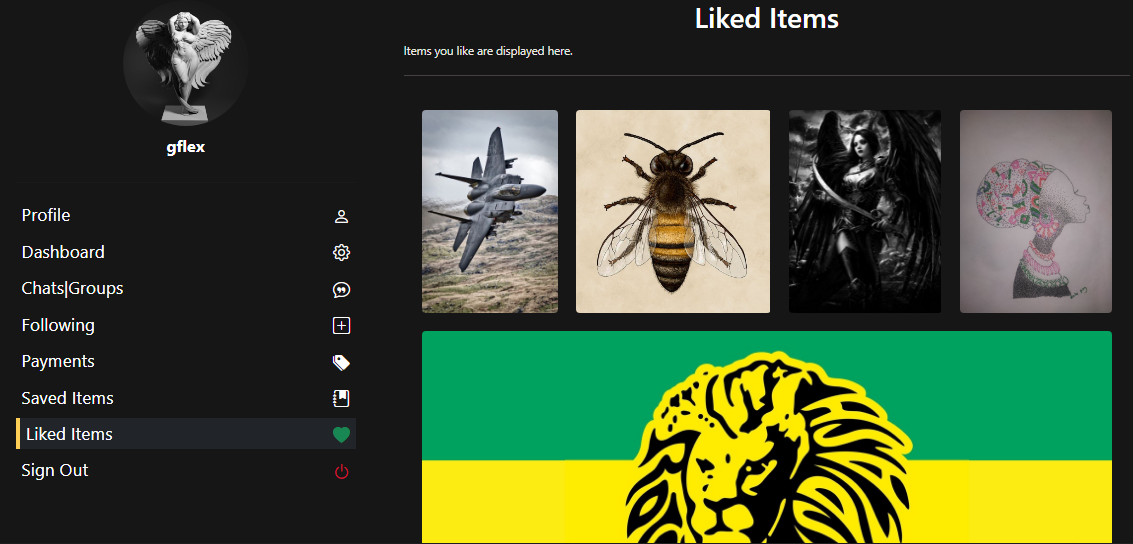 gflex
Profile
Dashboard
Chats|Groups
Following
Payments
Saved Items
Liked Items
Sign Out
Liked Items
Items you like are displayed here.